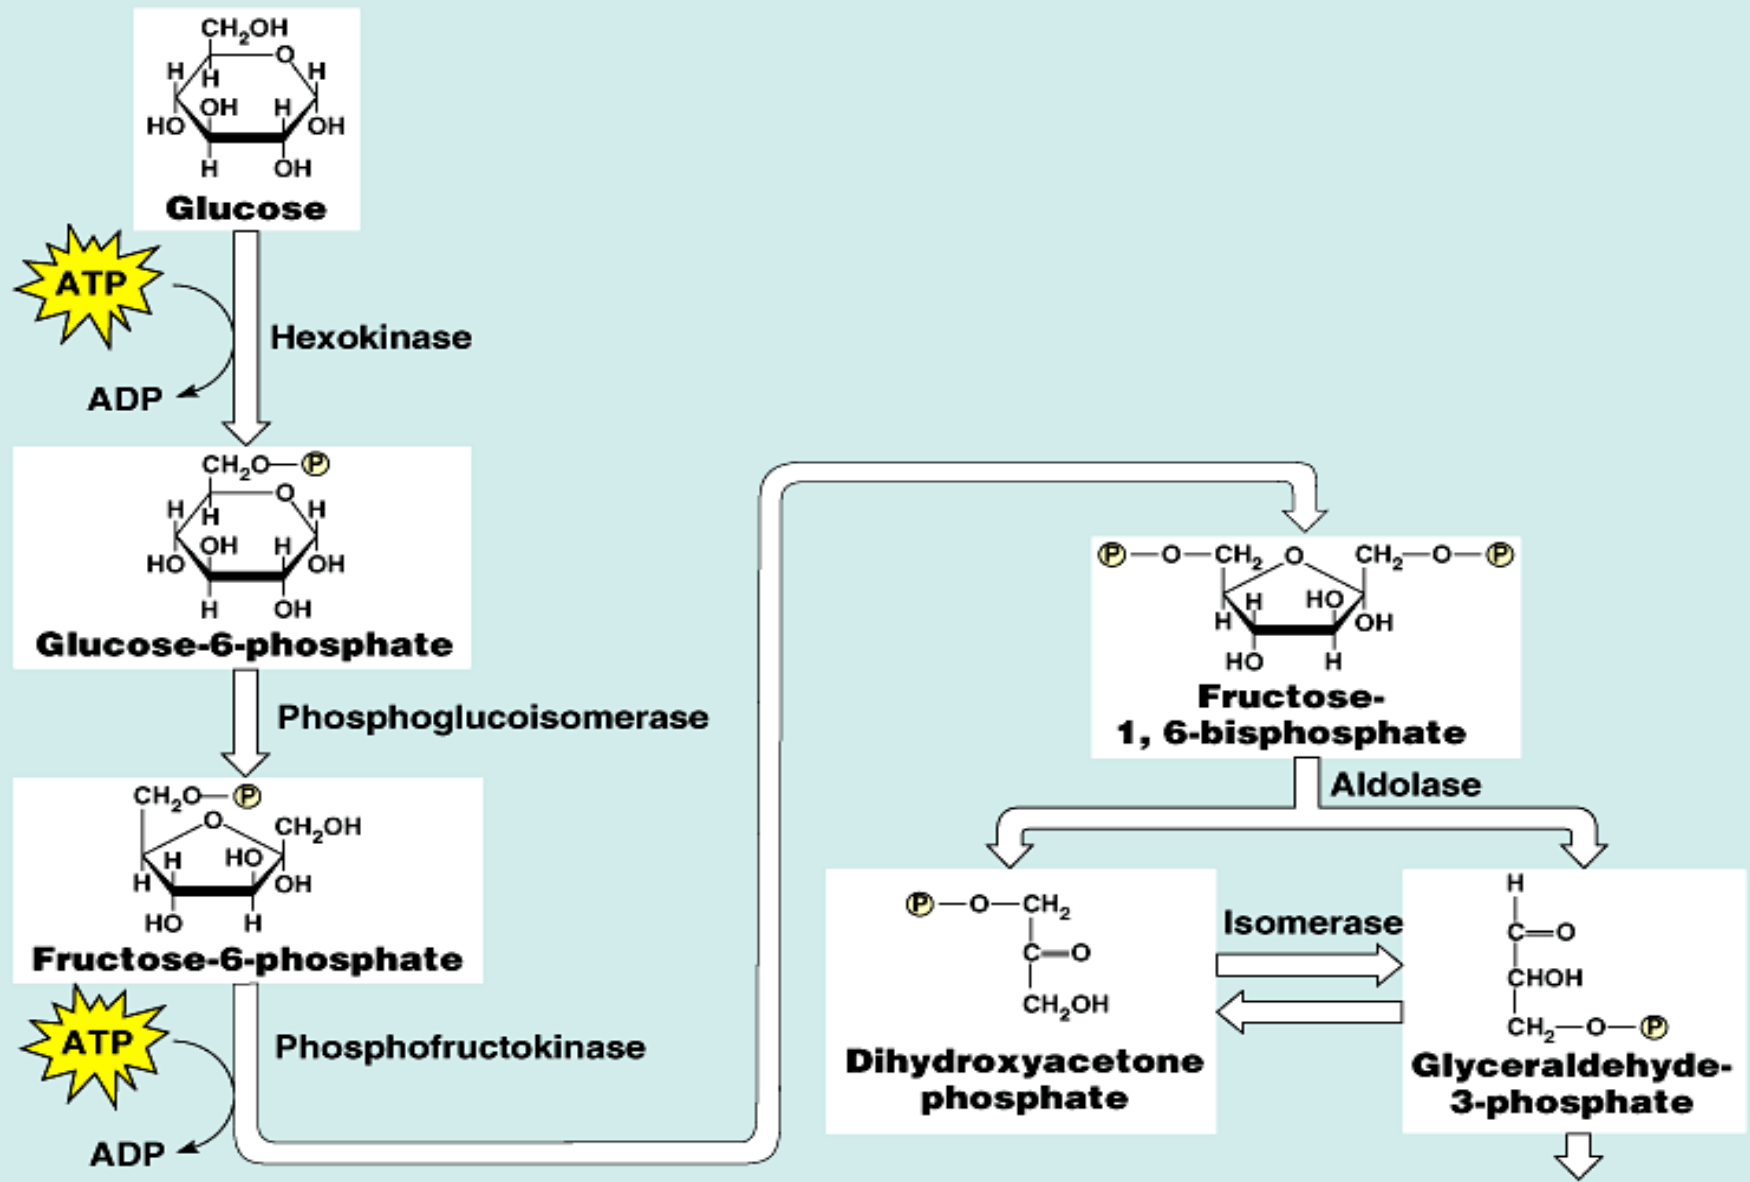 CH2OH
O
H
H
H
OH
H
HO
OH
H
OH
Glucose
ATP
Hexokinase
ADP
CH2O—P
O
H
H
H
OH
H
HO
OH
H
OH
Glucose-6-phosphate
Phosphoglucoisomerase
CH2O—P
O
CH2OH
H
HO
H
OH
HO
H
Fructose-6-phosphate
ATP
Phosphofructokinase
ADP
P—O—CH2 O CH2—O—P
H
HO
H
OH
HO
H
Fructose-
1, 6-bisphosphate
Aldolase
P—O—CH2
C=O
CH2OH
Dihydroxyacetone
phosphate
Isomerase
H
C=O
CHOH
CH2—O—P
Glyceraldehyde-
3-phosphate